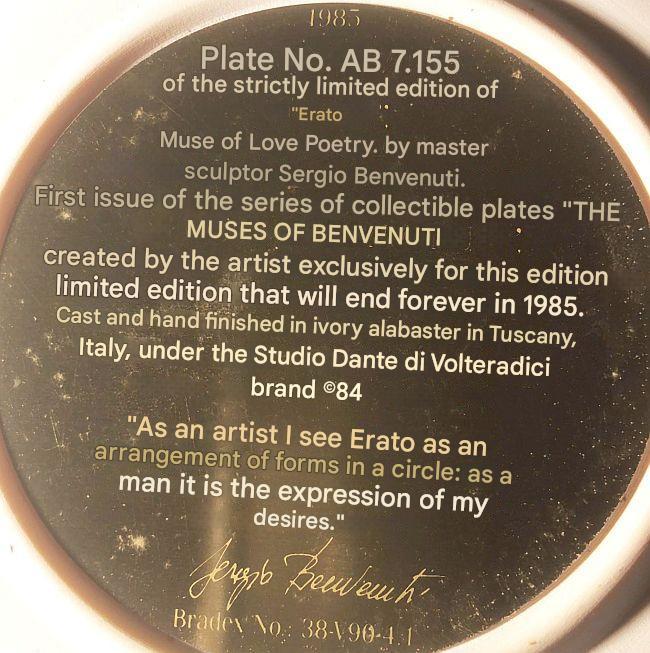 1985
Plate No. AB 7.155
of the strictly limited edition of
"Erato
Muse of Love Poetry. by master
sculptor Sergio Benvenuti.
First issue of the series of collectible plates "THE
MUSES OF BENVENUTI
created by the artist exclusively for this edition
limited edition that will end forever in 1985.
Cast and hand finished in ivory alabaster in Tuscany,
Italy, under the Studio Dante di Volteradici
brand ©84
"As an artist I see Erato as an
arrangement of forms in a circle: as a
man it is the expression of my
desires."
Sergio Benvenuti
Bradex No.: 38-V90-4.1